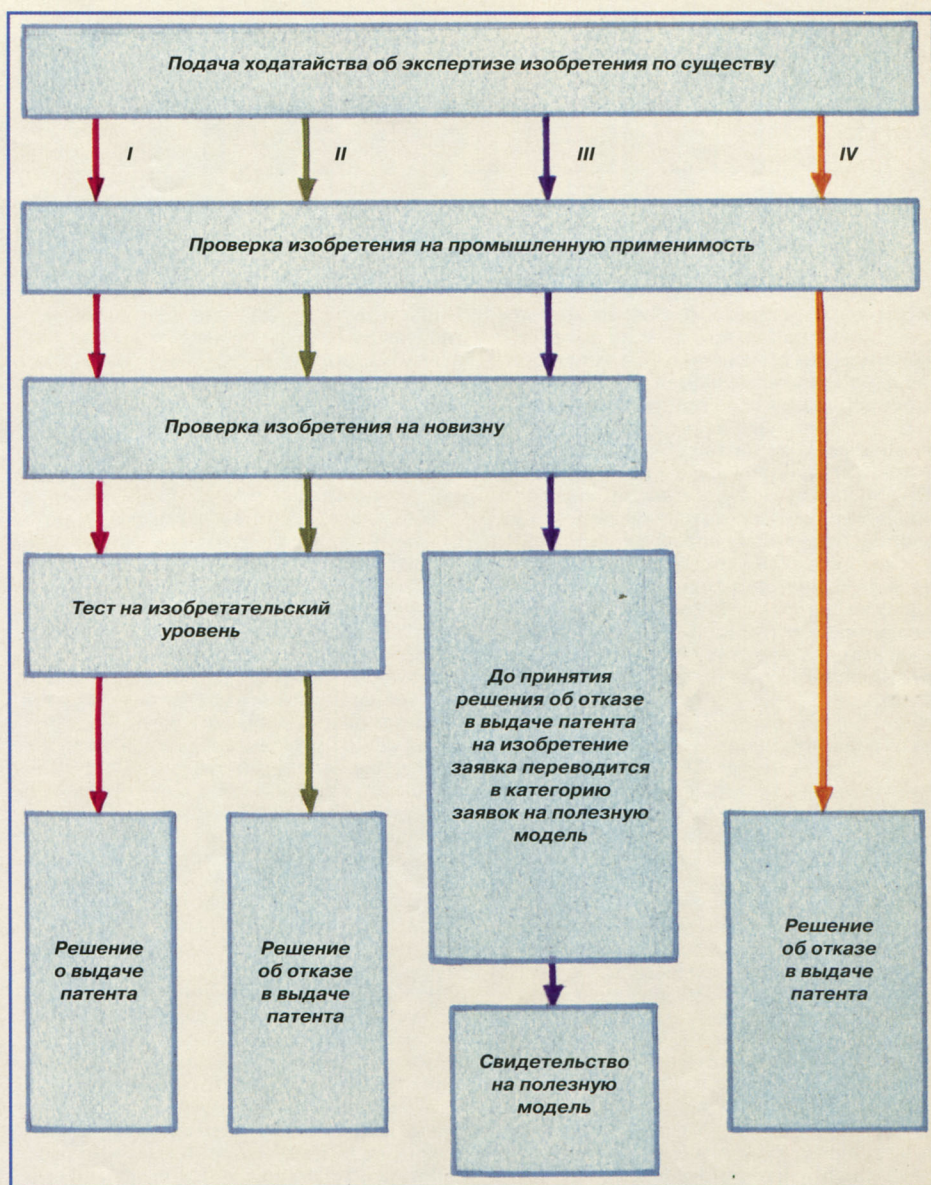 Подача ходатайства об экспертизе изобретения по существу
I
II
III
IV
Проверка изобретения на промышленную применимость
Проверка изобретения на новизну
Тест на изобретательский
уровень
До принятия
решения об отказе
в выдаче патента
на изобретение
заявка переводится
в категорию
заявок на полезную
модель
Решение
о выдаче
патента
Решение
об отказе
в выдаче
патента
Свидетельство
на полезную
модель
Решение
об отказе
в выдаче
патента